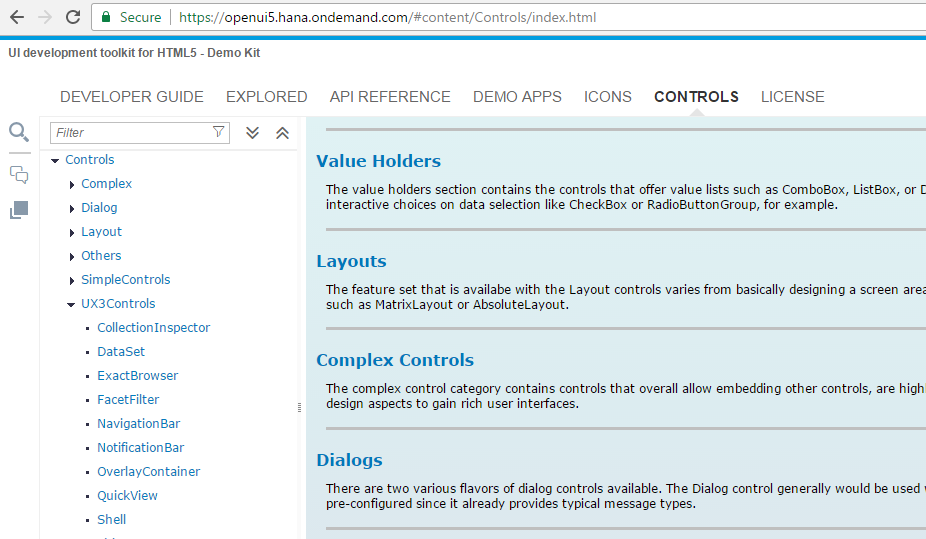 Secure https://openui5.hana.ondemand.com/#content/Controls/index.html
UI development toolkit for HTML5 - Demo Kit
DEVELOPER GUIDE EXPLORED API REFERENCE DEMO APPS ICONS CONTROLS LICENSE
Filter
Controls
Complex
Dialog
Layout
Others
SimpleControls
UX3Controls
CollectionInspector
DataSet
ExactBrowser
FacetFilter
NavigationBar
NotificationBar
OverlayContainer
QuickView
Shell
Value Holders
The value holders section contains the controls that offer value lists such as ComboBox, ListBox, or
interactive choices on data selection like CheckBox or RadioButtonGroup, for example.
Layouts
The feature set that is availabe with the Layout controls varies from basically designing a screen area
such as MatrixLayout or AbsoluteLayout.
Complex Controls
The complex control category contains controls that overall allow embedding other controls, are high
design aspects to gain rich user interfaces.
Dialogs
There are two various flavors of dialog controls available. The Dialog control generally would be used
pre-configured since it already provides typical message types.